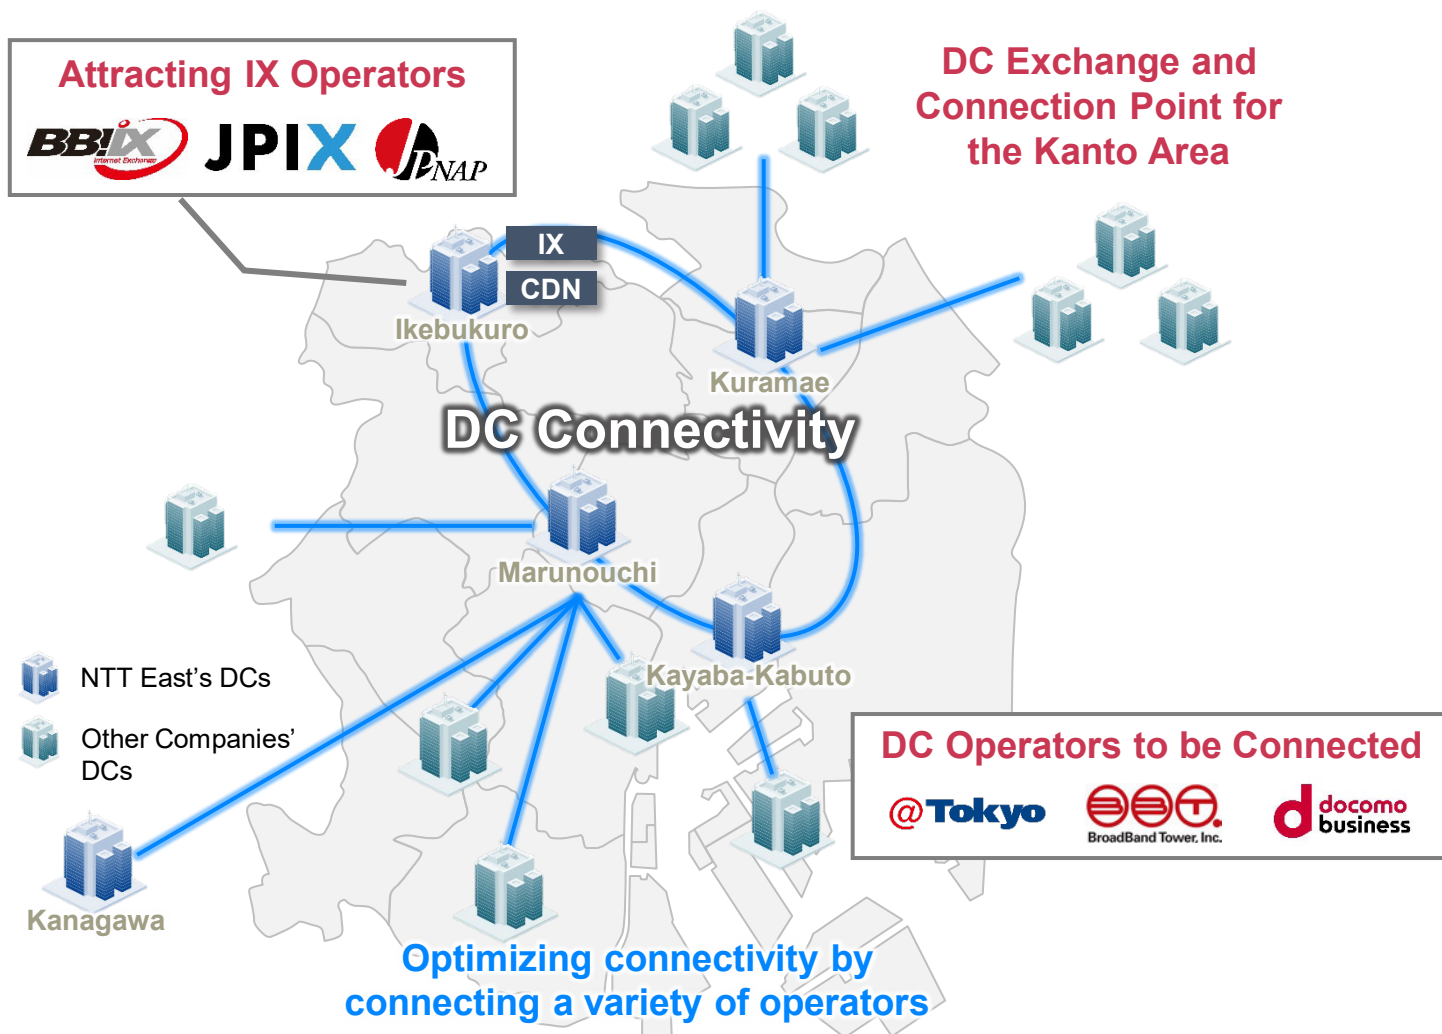 Attracting IX Operators
BBIX
Internet Exchange
JPIX
JPNAP
DC Exchange and
Connection Point for
the Kanto Area
IX
CDN
Ikebukuro
Kuramae
DC Connectivity
Marunouchi
Kayaba-Kabuto
NTT East’s DCs
Other Companies’
DCs
DC Operators to be Connected
@Tokyo
BBT.
BroadBand Tower, Inc.
d
docomo
business
Kanagawa
Optimizing connectivity by
connecting a variety of operators